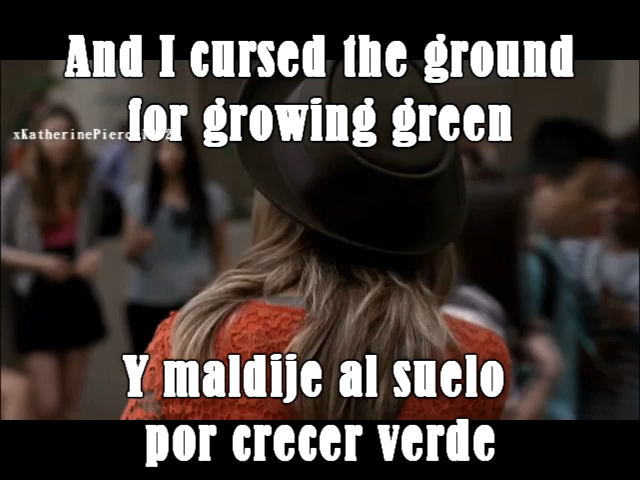 And I cursed the ground
for growing green
Y maldije al suelo
por crecer verde